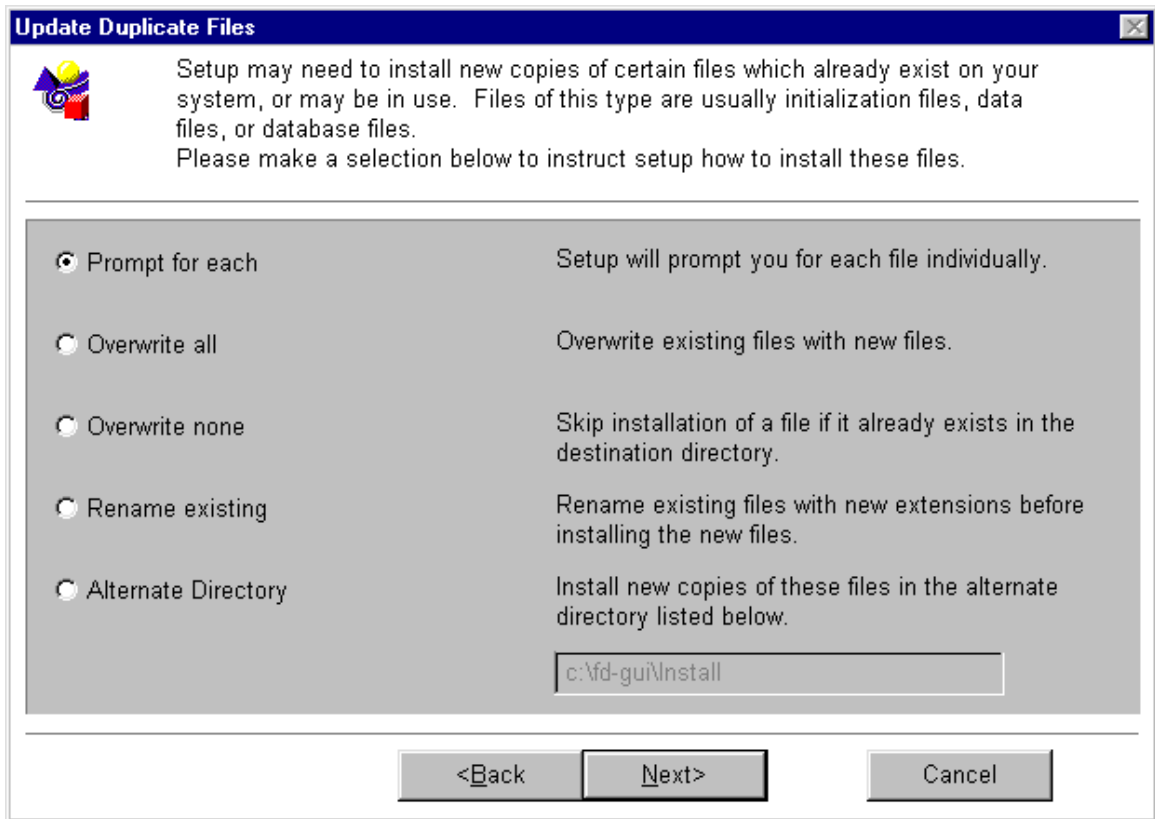 Update Duplicate Files
Setup may need to install new copies of certain files which already exist on your
system, or may be in use.  Files of this type are usually initialization files, data
files, or database files.
Please make a selection below to instruct setup how to install these files.
Prompt for each
Setup will prompt you for each file individually.
Overwrite all
Overwrite existing files with new files.
Overwrite none
Skip installation of a file if it already exists in the
destination directory.
Rename existing
Rename existing files with new extensions before
installing the new files.
Alternate Directory
Install new copies of these files in the alternate
directory listed below.
c:\fd-gui\Install
<Back
Next>
Cancel